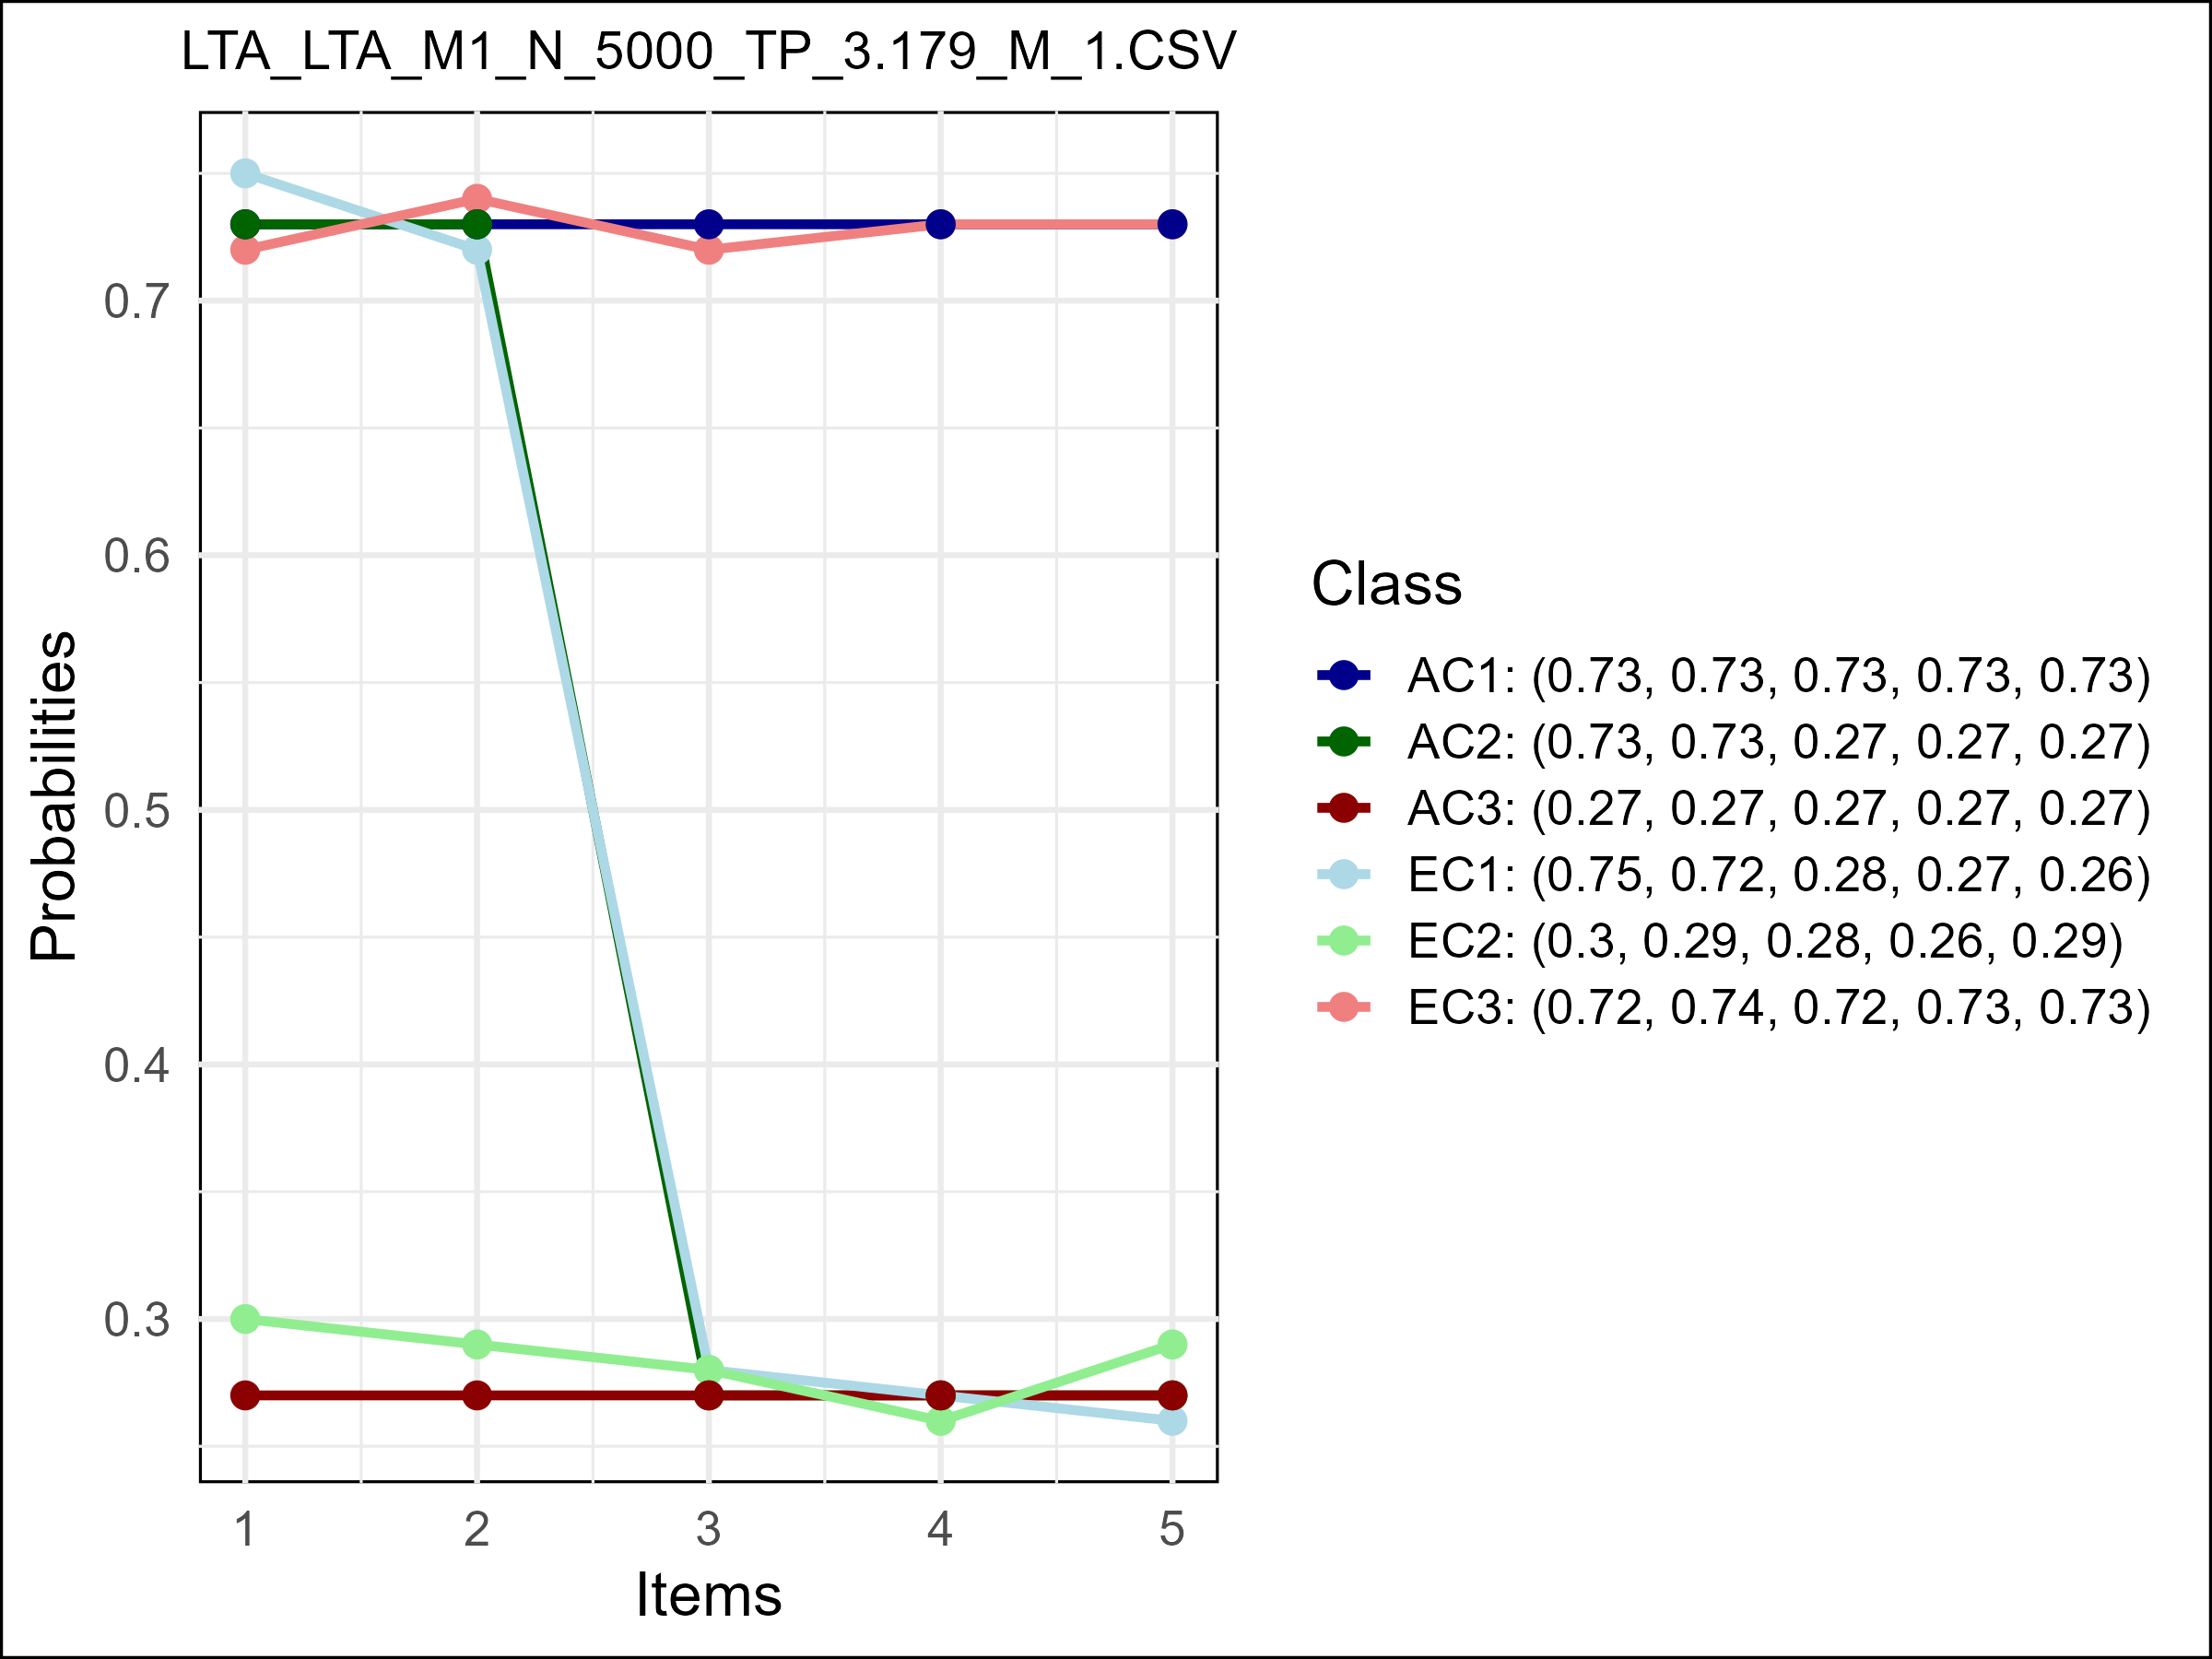 LTA_LTA_M1_N_5000_TP_3.179_M_1.CSV
Probabilities
0.7
0.6
0.5
0.4
0.3
1 2 3 4 5
Items
Class
AC1: (0.73, 0.73, 0.73, 0.73, 0.73)
AC2: (0.73, 0.73, 0.27, 0.27, 0.27)
AC3: (0.27, 0.27, 0.27, 0.27, 0.27)
EC1: (0.75, 0.72, 0.28, 0.27, 0.26)
EC2: (0.3, 0.29, 0.28, 0.26, 0.29)
EC3: (0.72, 0.74, 0.72, 0.73, 0.73)